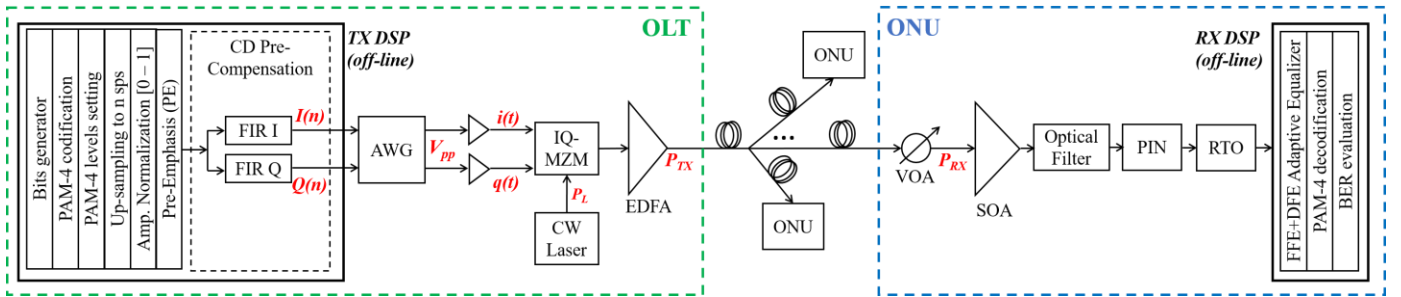 Bits generator
PAM-4 codification
PAM-4 levels setting
Up-sampling to n sps
Amp. Normalization [0 – 1]
Pre-Emphasis (PE)
CD Pre-
Compensation
FIR I
FIR Q
TX DSP
(off-line)
I(n)
Q(n)
AWG
Vpp
i(t)
q(t)
IQ-
MZM
PL
CW
Laser
OLT
EDFA
PTX
ONU
...
ONU
ONU
VOA
PRX
SOA
Optical
Filter
PIN
RTO
RX DSP
(off-line)
FFE+DFE Adaptive Equalizer
PAM-4 decodification
BER evaluation